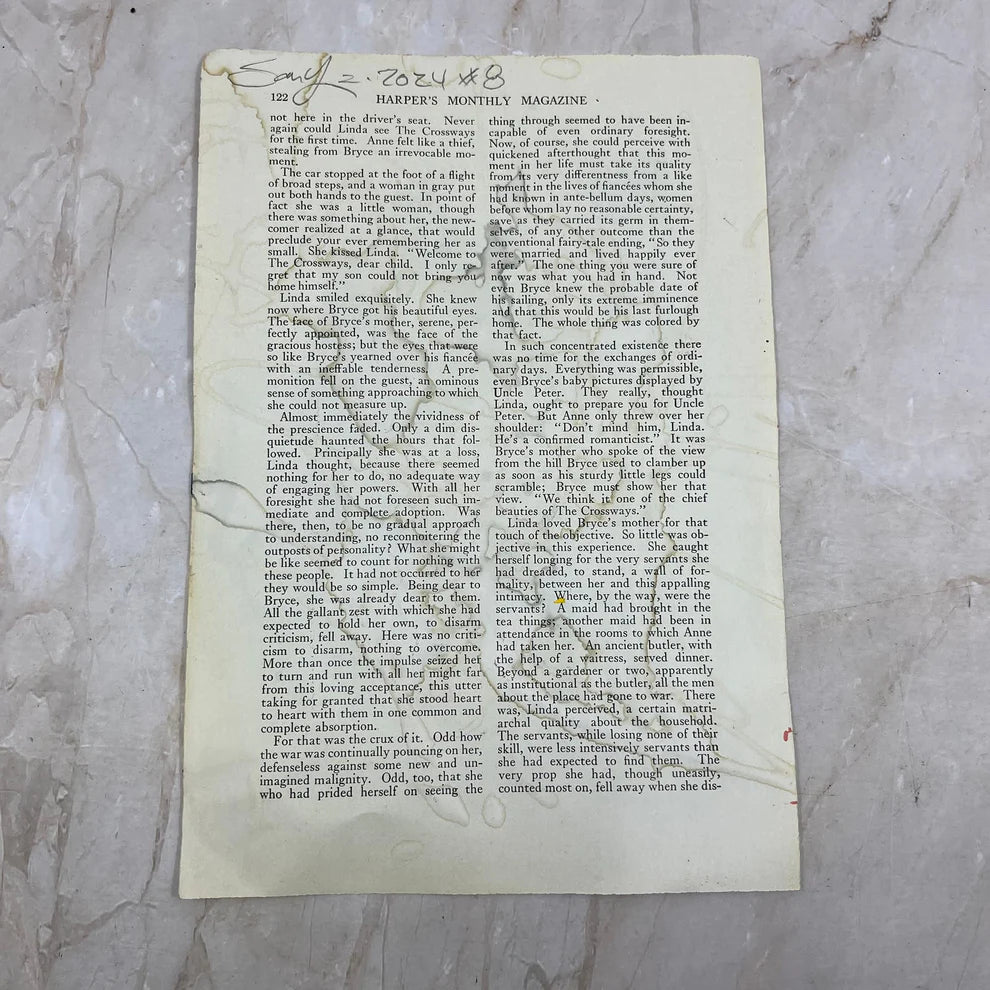 2024 #8
122
HARPER'S MONTHLY MAGAZINE
not here in the driver's seat. Never
again could Linda see The Crossways
for the first time. Anne felt like a thief,
stealing from Bryce an irrevocable mo-
ment.
The car stopped at the foot of a flight
of broad steps, and a woman in gray put
out both hands to the guest. In point of
fact she was a little woman, though
there was something about her, the new-
comer realized at a glance, that would
preclude your ever remembering her as
small. She kissed Linda. "Welcome to
The Crossways, dear child. I only re-
gret that my son could not bring you
home himself."
Linda smiled exquisitely. She knew
now where Bryce got his beautiful eyes.
The face of Bryce's mother, serene, per-
fectly appointed, was the face of the
gracious hostess; but the eyes that were
so like Bryce's yearned over his fiancée
with an ineffable tenderness. A pre-
monition fell on the guest, an ominous
sense of something approaching to which
she could not measure up.
Almost immediately the vividness of
the prescience faded. Only a dim dis-
quietude haunted the hours that fol-
lowed. Principally she was at a loss,
Linda thought, because there seemed
nothing for her to do, no adequate way
of engaging her powers. With all her
foresight she had not foreseen such im-
mediate and complete adoption. Was
there, then, to be no gradual approach
to understanding, no reconnoitering the
outposts of personality? What she might
be like seemed to count for nothing with
these people. It had not occurred to her
they would be so simple. Being dear to
Bryce, she was already dear to them.
All the gallant zest with which she had
expected to hold her own, to disarm
criticism, fell away. Here was no criti-
cism to disarm, nothing to overcome.
More than once the impulse seized her
to turn and run with all her might far
from this loving acceptance, this utter
taking for granted that she stood heart
to heart with them in one common and
complete absorption.
For that was the crux of it. Odd how
the war was continually pouncing on her,
defenseless against some new and un-
imagined malignity. Odd, too, that she
who had prided herself on seeing the
thing through seemed to have been in-
capable of even ordinary foresight.
Now, of course, she could perceive with
quickened afterthought that this mo-
ment in her life must take its quality
from its very differentness from a like
moment in the lives of fiancées whom she
had known in ante-bellum days, women
before whom lay no reasonable certainty,
save as they carried its germ in them-
selves, of any other outcome than the
conventional fairy-tale ending, "So they
were married and lived happily ever
after." The one thing you were sure of
now was what you had in hand. Not
even Bryce knew the probable date of
his sailing, only its extreme imminence
and that this would be his last furlough
home. The whole thing was colored by
that fact.
In such concentrated existence there
was no time for the exchanges of ordi-
nary days. Everything was permissible,
even Bryce's baby pictures displayed by
Uncle Peter. They really, thought
Linda, ought to prepare you for Uncle
Peter. But Anne only threw over her
shoulder: "Don't mind him, Linda.
He's a confirmed romanticist." It was
Bryce's mother who spoke of the view
from the hill Bryce used to clamber up
as soon as his sturdy little legs could
scramble; Bryce must show her that
view. "We think it one of the chief
beauties of The Crossways."
Linda loved Bryce's mother for that
touch of the objective. So little was ob-
jective in this experience. She caught
herself longing for the very servants she
had dreaded, to stand, a wall of for-
mality, between her and this appalling
intimacy. Where, by the way, were the
servants? A maid had brought in the
tea things; another maid had been in
attendance in the rooms to which Anne
had taken her. An ancient butler, with
the help of a waitress, served dinner.
Beyond a gardener or two, apparently
as institutional as the butler, all the men
about the place had gone to war. There
was, Linda perceived, a certain matri-
archal quality about the household.
The servants, while losing none of their
skill, were less intensively servants than
she had expected to find them. The
very prop she had, though uneasily,
counted most on, fell away when she dis-